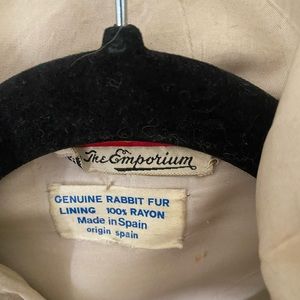 The Emporium
GENUINE RABBIT FUR
LINING 100% RAYON
Made in Spain
origin spain